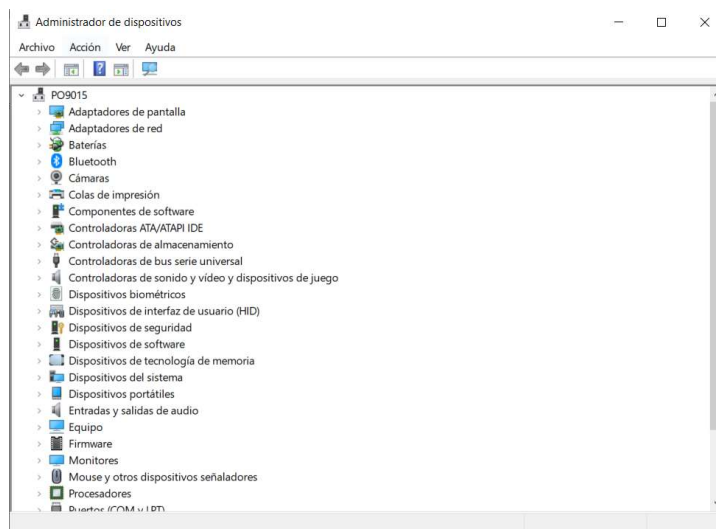 Administrador de dispositivos
Archivo Acción Ver Ayuda
PO9015
Adaptadores de pantalla
Adaptadores de red
Baterías
Bluetooth
Cámaras
Colas de impresión
Componentes de software
Controladoras ATA/ATAPI IDE
Controladoras de almacenamiento
Controladoras de bus serie universal
Controladoras de sonido y vídeo y dispositivos de juego
Dispositivos biométricos
Dispositivos de interfaz de usuario (HID)
Dispositivos de seguridad
Dispositivos de software
Dispositivos de tecnología de memoria
Dispositivos del sistema
Dispositivos portátiles
Entradas y salidas de audio
Equipo
Firmware
Monitores
Mouse y otros dispositivos señaladores
Procesadores
Puertos (COM y LPT)